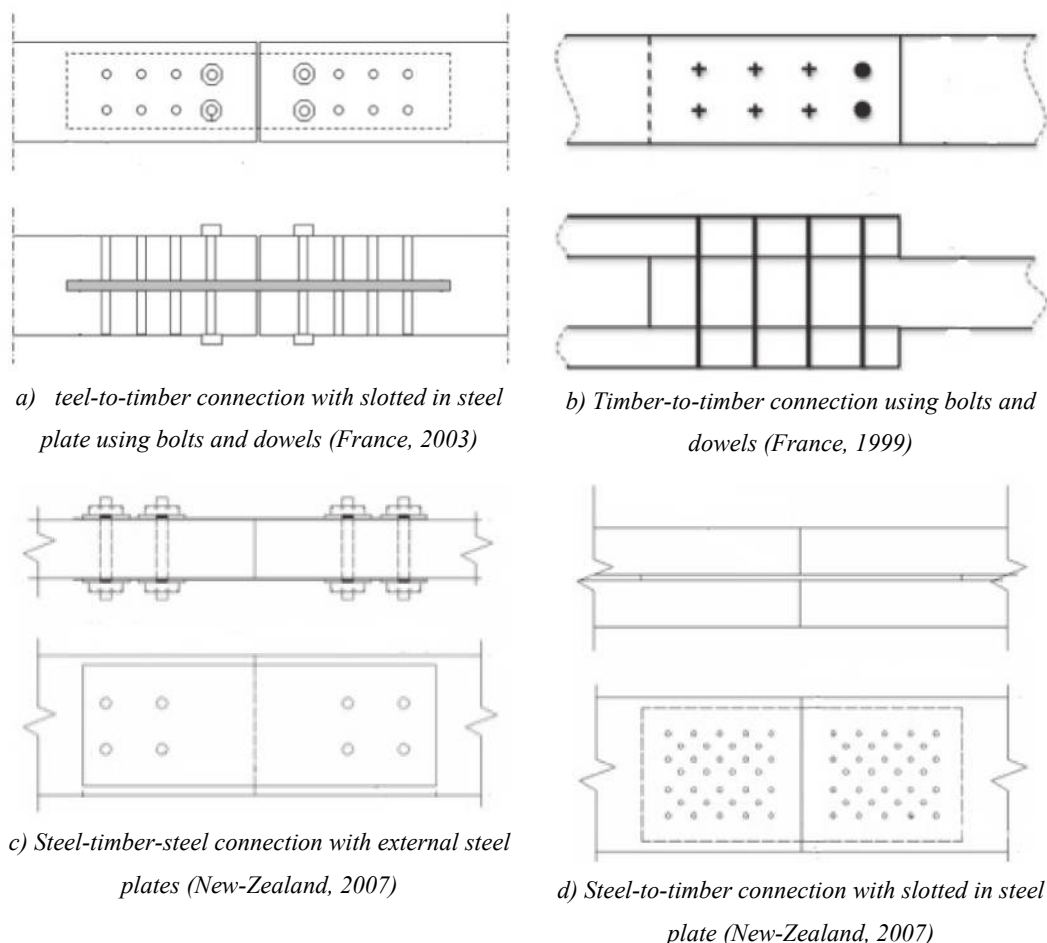 a) teel-to-timber connection with slotted in steel
plate using bolts and dowels (France, 2003)
b) Timber-to-timber connection using bolts and
dowels (France, 1999)
c) Steel-timber-steel connection with external steel
plates (New-Zealand, 2007)
d) Steel-to-timber connection with slotted in steel
plate (New-Zealand, 2007)